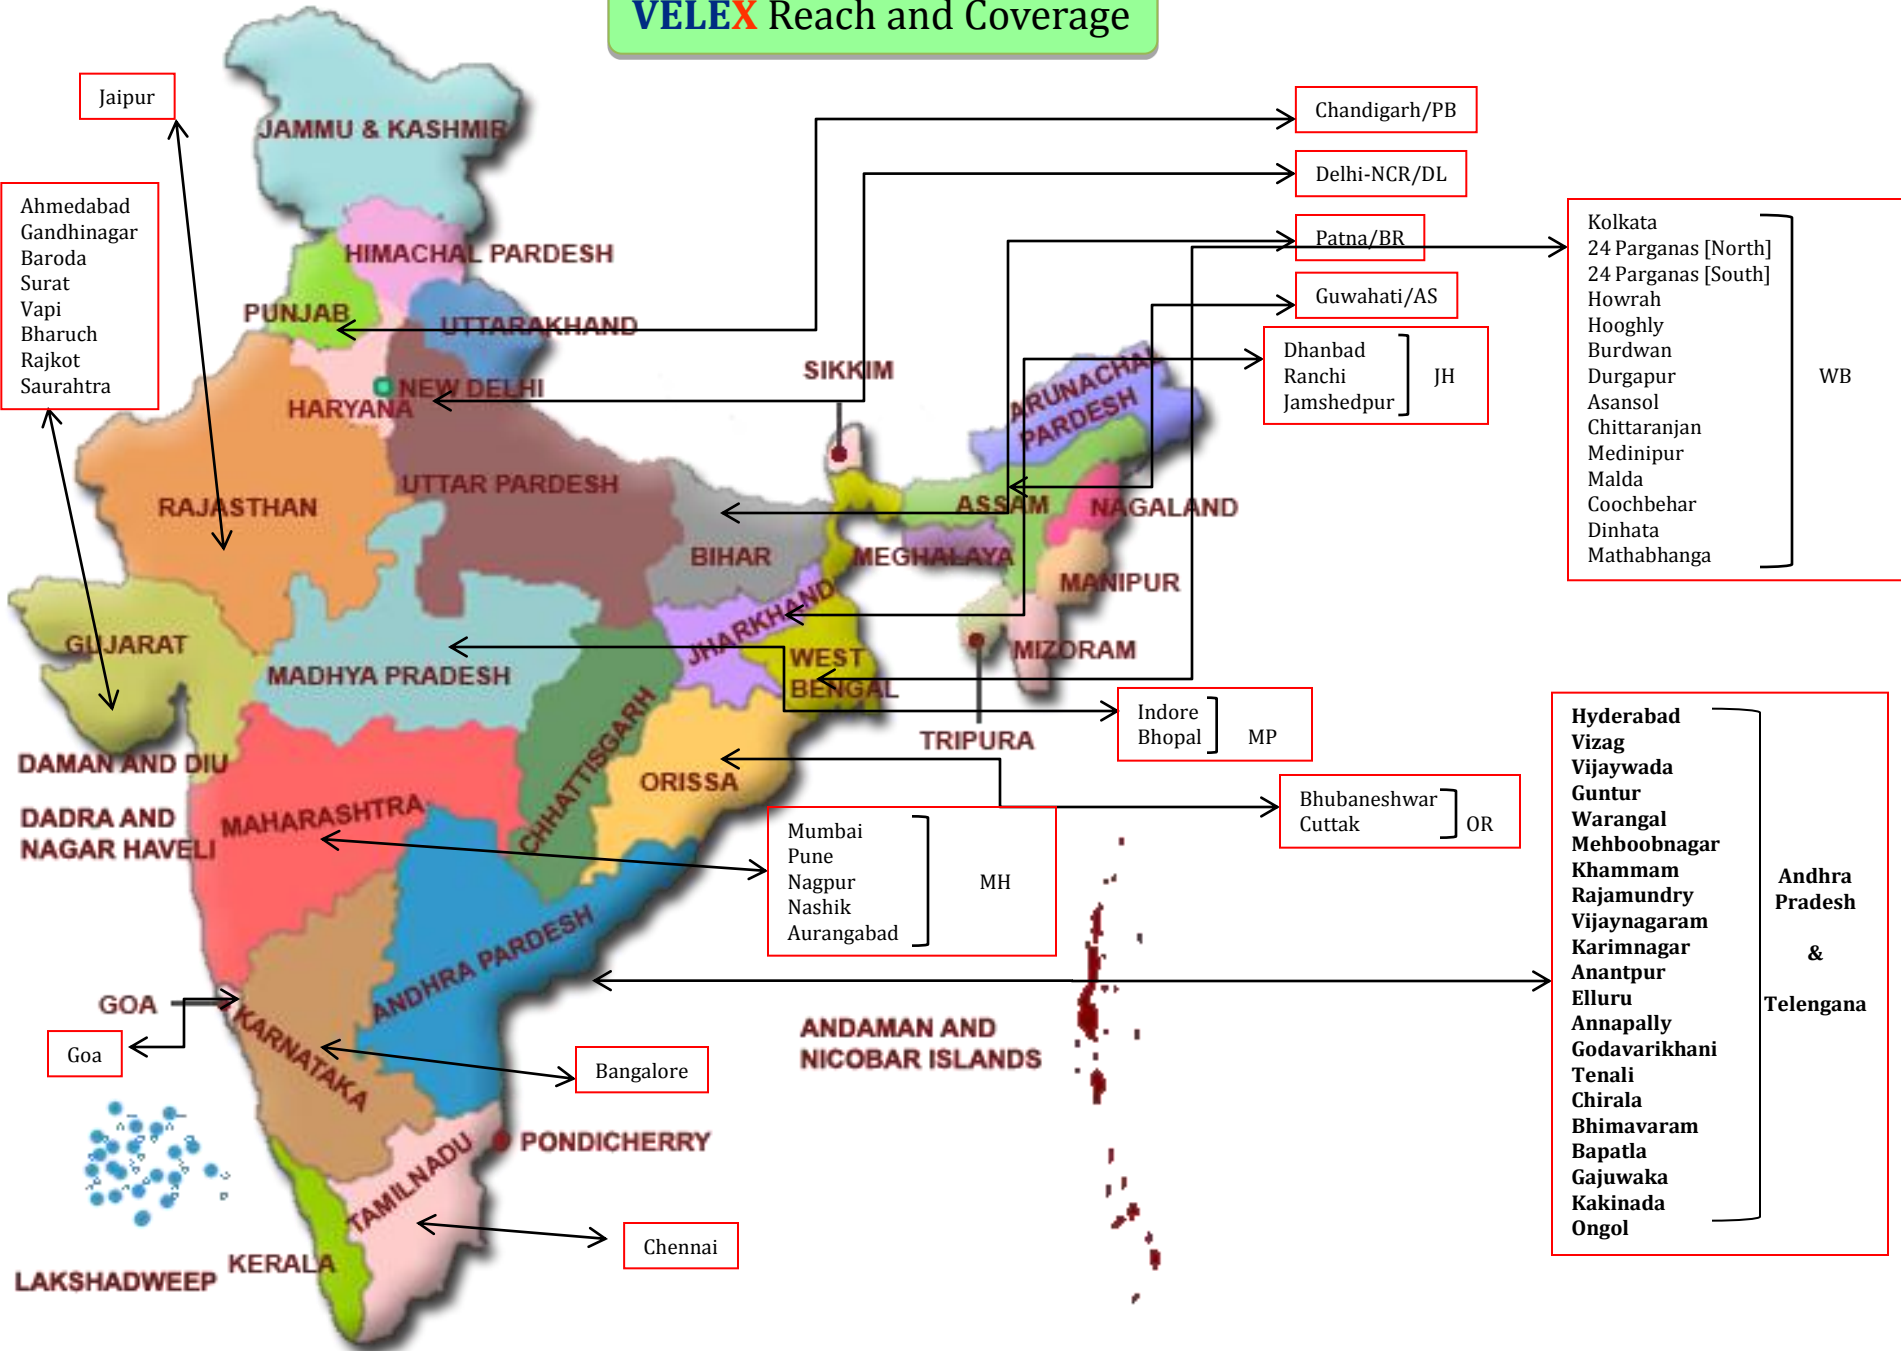 VELEX Reach and Coverage
Jaipur
JAMMU & KASHMIR
Chandigarh/PB
Delhi-NCR/DL
Patna/BR
Guwahati/AS
Ahmedabad
Gandhinagar
Baroda
Surat
Vapi
Bharuch
Rajkot
Saurahtra
HIMACHAL PARDESH
PUNJAB
UTTARAKHAND
NEW DELHI
HARYANA
SIKKIM
ARUNACHAL
PARDESH
Dhanbad
Ranchi
Jamshedpur
JH
Kolkata
24 Parganas [North]
24 Parganas [South]
Howrah
Hooghly
Burdwan
Durgapur
Asansol
Chittaranjan
Medinipur
Malda
Coochbehar
Dinhata
Mathabhanga
WB
RAJASTHAN
UTTAR PARDESH
BIHAR
ASSAM
NAGALAND
MEGHALAYA
MANIPUR
GUJARAT
MADHYA PRADESH
JHARKHAND
WEST
BENGAL
MIZORAM
TRIPURA
Indore
Bhopal
MP
DAMAN AND DIU
DADRA AND
NAGAR HAVELI
MAHARASHTRA
CHHATTISGARH
ORISSA
Bhubaneshwar
Cuttak
OR
Mumbai
Pune
Nagpur
Nashik
Aurangabad
MH
Hyderabad
Vizag
Vijaywada
Guntur
Warangal
Mehboobnagar
Khammam
Rajamundry
Vijaynagaram
Karimnagar
Anantpur
Elluru
Annapally
Godavarikhani
Tenali
Chirala
Bhimavaram
Bapatla
Gajuwaka
Kakinada
Ongol
Andhra
Pradesh
&
Telengana
ANDHRA PARDESH
GOA
Goa
KARNATAKA
Bangalore
ANDAMAN AND
NICOBAR ISLANDS
PONDICHERRY
TAMILNADU
Chennai
KERALA
LAKSHADWEEP